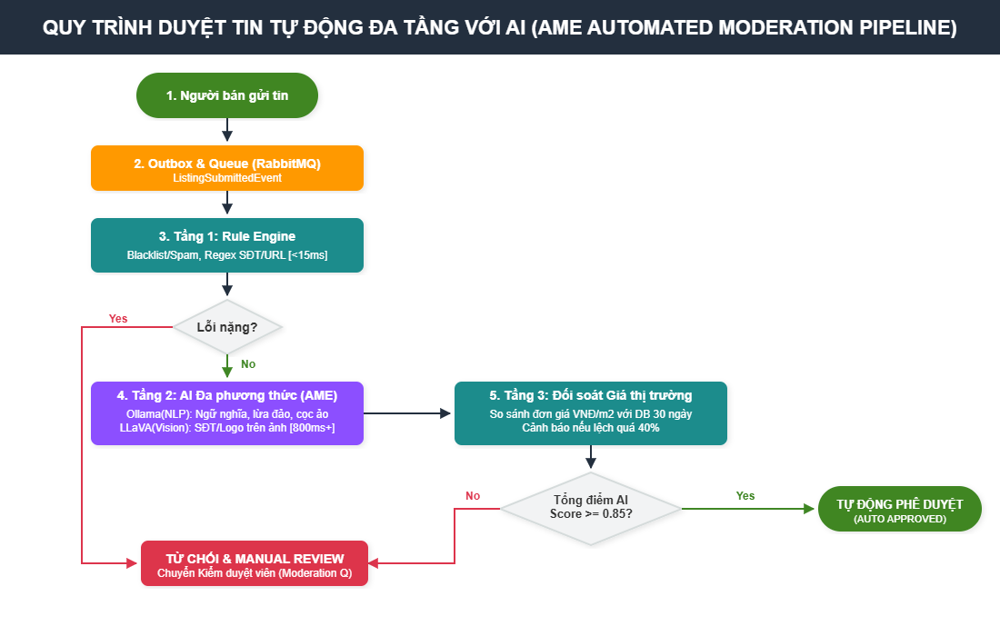 QUY TRÌNH DUYỆT TIN TỰ ĐỘNG ĐA TẦNG VỚI AI (AME AUTOMATED MODERATION PIPELINE)
1. Người bán gửi tin
2. Outbox & Queue (RabbitMQ)
ListingSubmittedEvent
3. Tầng 1: Rule Engine
Blacklist/Spam, Regex SĐT/URL [<15ms]
Yes
Lỗi nặng?
No
4. Tầng 2: AI Đa phương thức (AME)
Ollama(NLP): Ngữ nghĩa, lừa đảo, cọc ảo
LLaVA(Vision): SĐT/Logo trên ảnh [800ms+]
5. Tầng 3: Đối soát Giá thị trường
So sánh đơn giá VNĐ/m2 với DB 30 ngày
Cảnh báo nếu lệch quá 40%
No
Tổng điểm AI
Score >= 0.85?
Yes
TỰ ĐỘNG PHÊ DUYỆT
(AUTO APPROVED)
TỪ CHỐI & MANUAL REVIEW
Chuyển Kiểm duyệt viên (Moderation Q)